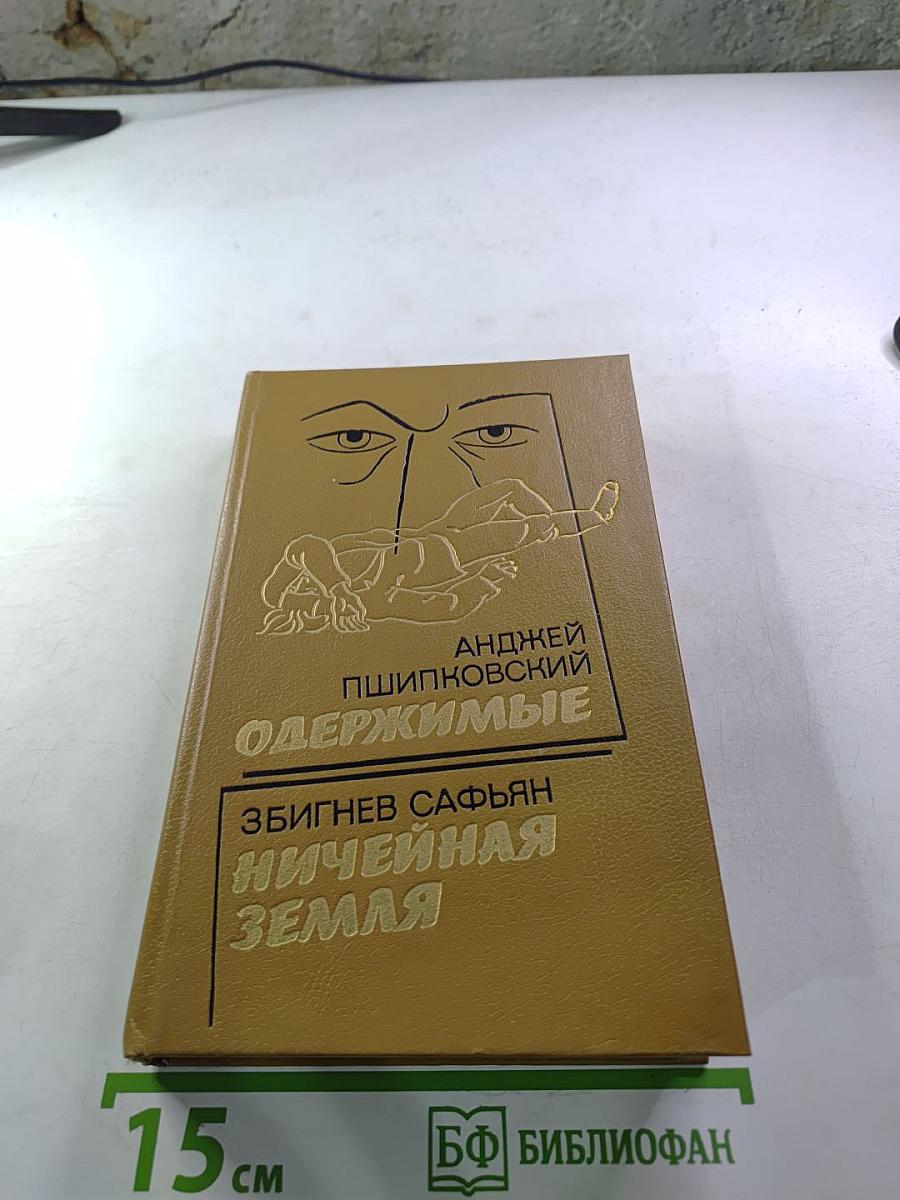 АНДЖЕЙ
ПШИПКОВСКИЙ
ОДЕРЖИМЫЕ
ЗБИГНЕВ САФЬЯН
НИЧЕЙНАЯ
ЗЕМЛЯ
15 СМ
БФ БИБЛИОФАН